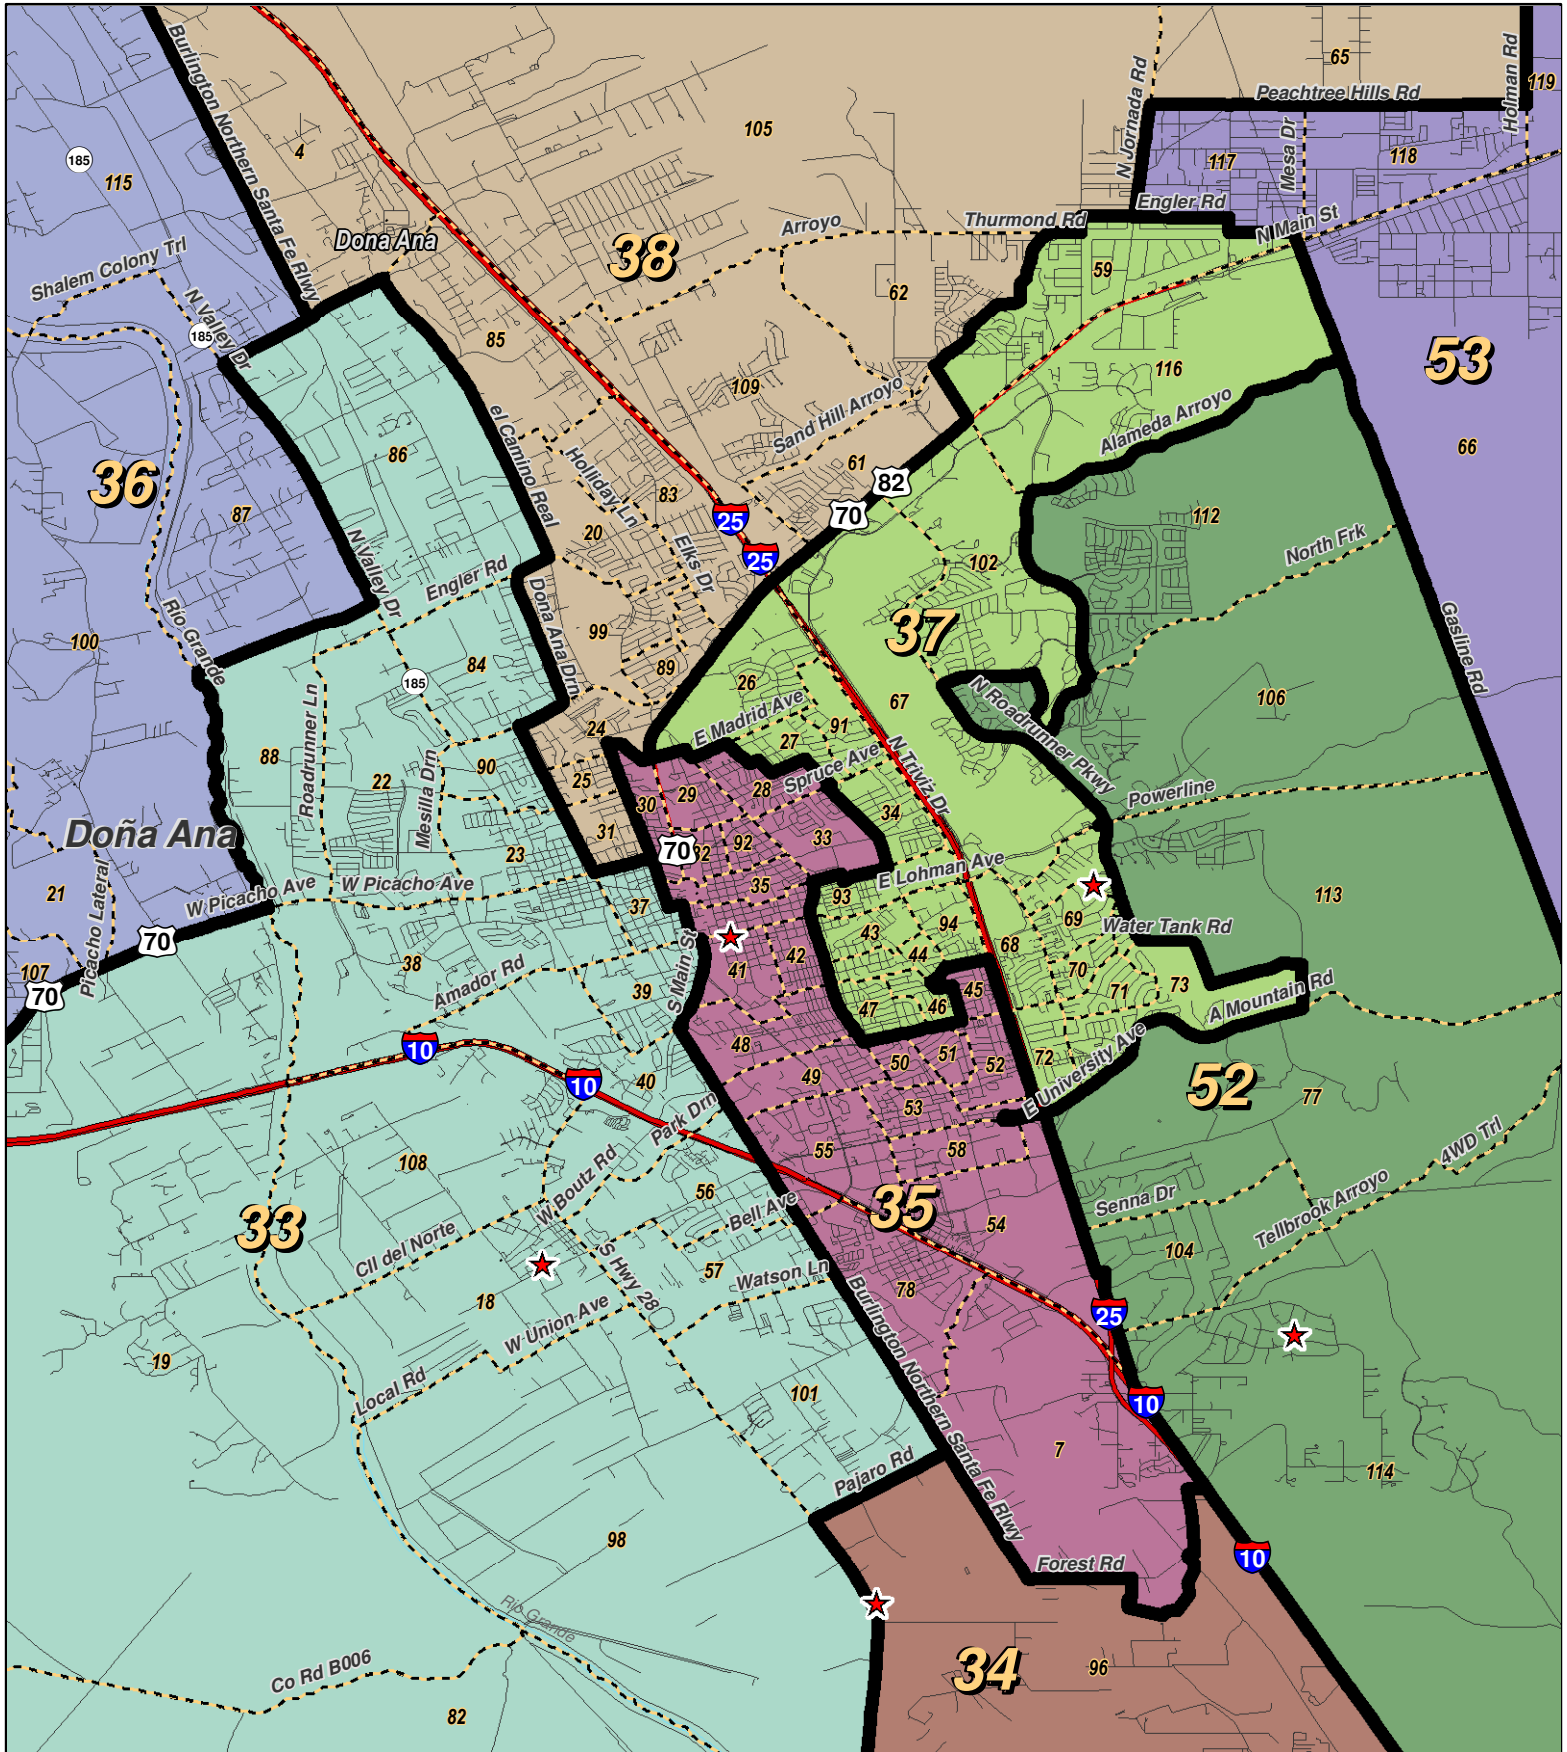 Burlington Northern Santa Fe Rlwy
N Jornada Rd
65
Holman Rd
119
Peachtree Hills Rd
105
4
185
115
117
Mesa Dr
118
Engler Rd
Thurmond Rd
N Main St
Arroyo
Dona Ana
38
Shalem Colony Trl
59
62
N Valley Dr
185
85
53
116
109
Sand Hill Arroyo
Alameda Arroyo
el Camino Real
86
66
36
Holliday Ln
61
82
83
87
70
25
112
20
North Frk
N Valley Dr
Elks Dr
25
102
Engler Rd
Dona Ana Drn
Rio Grande
100
99
37
Gasline Rd
84
89
185
26
67
N Roadrunner Pkwy
106
Roadrunner Ln
E Madrid Ave
24
91
27
88
90
N Triviz Dr
Spruce Ave
22
25
Mesilla Drn
29
28
30
Powerline
34
Doña Ana
31
33
92
70
23
E Lohman Ave
35
W Picacho Ave
W Picacho Ave
93
21
Picacho Lateral
37
113
69
94
Water Tank Rd
43
70
S Main St
68
44
42
38
41
107
70
Amador Rd
70
39
45
73
71
46
47
A Mountain Rd
48
10
51
50
52
72
E University Ave
10
40
49
52
77
Park Drn
53
55
58
4WD Trl
108
W Boutz Rd
56
35
Senna Dr
Bell Ave
33
54
Tellbrook Arroyo
Cll del Norte
104
S Hwy 28
57
Watson Ln
78
18
W Union Ave
25
Burlington Northern Santa Fe Rlwy
19
Local Rd
101
10
7
Pajaro Rd
114
98
10
Forest Rd
Rio Grande
34
96
Co Rd B006
82